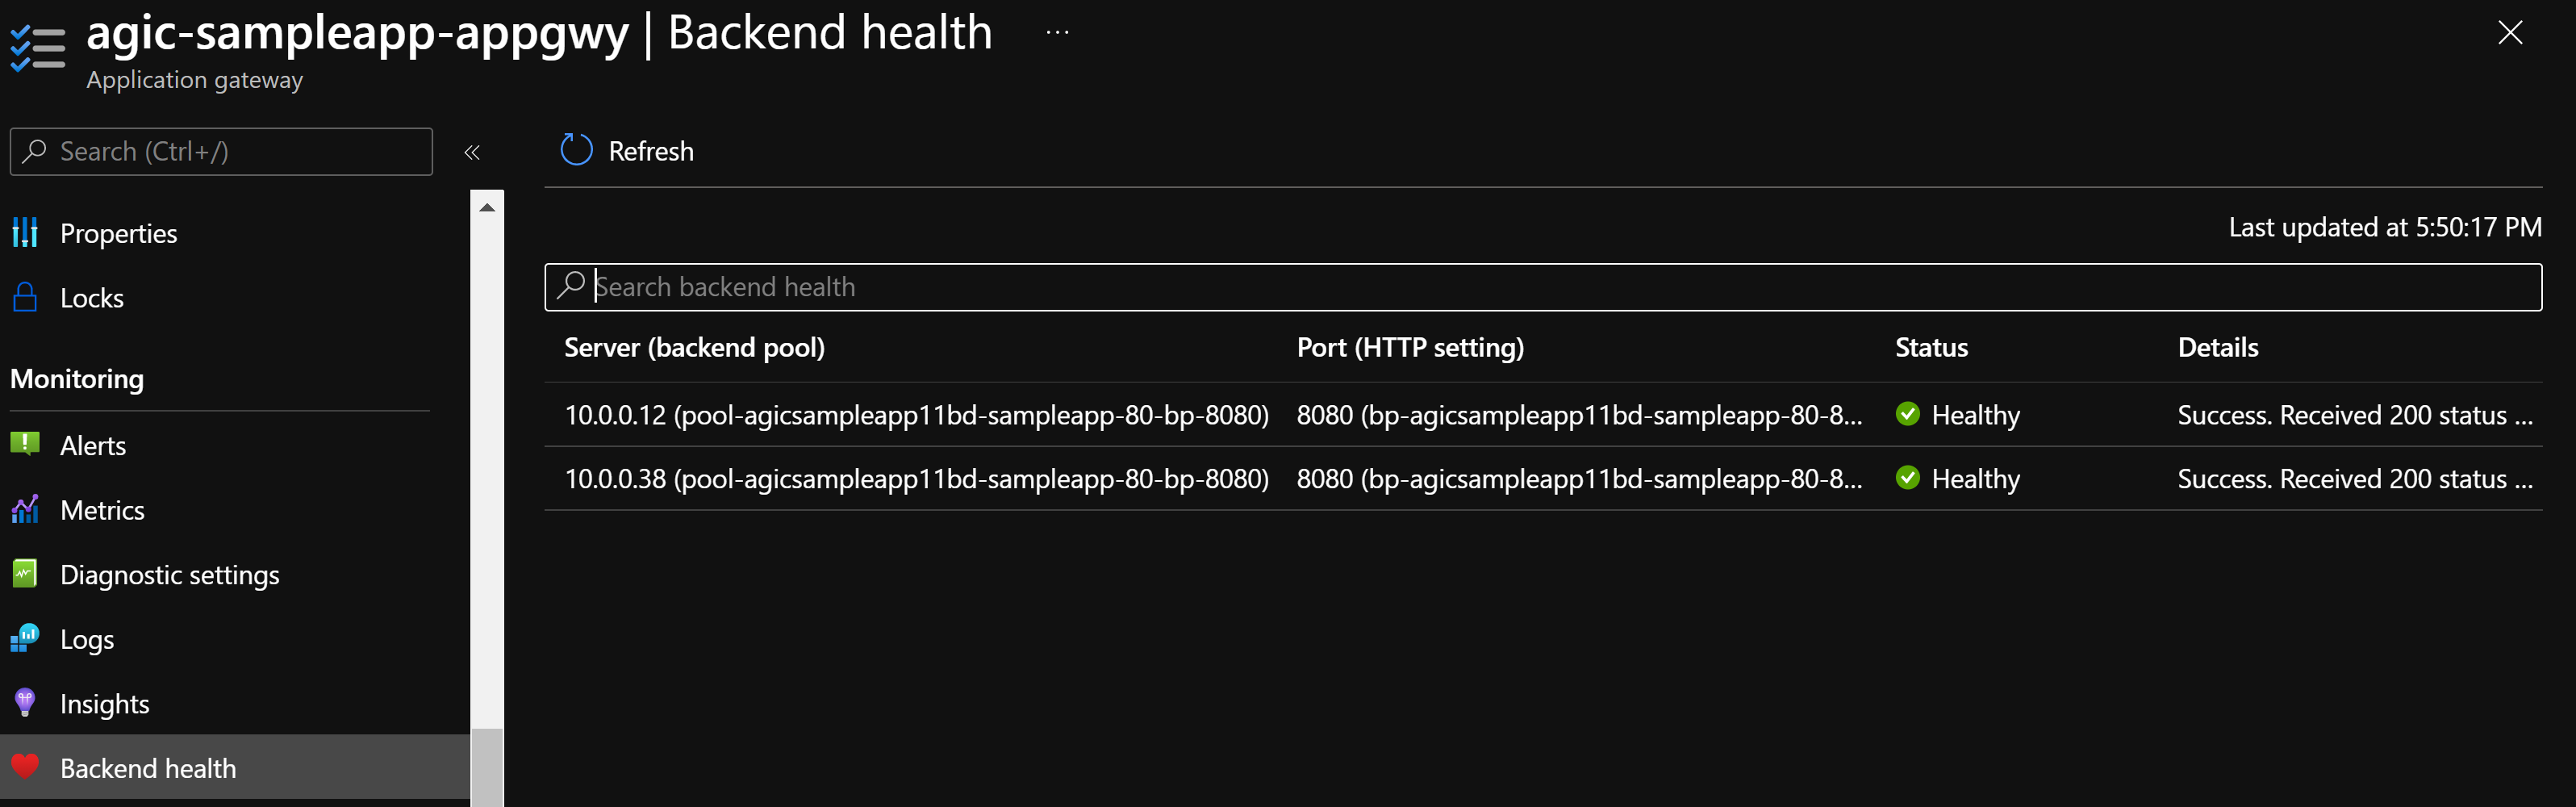 agic-sampleapp-appgwy | Backend health ...
Application gateway
Search (Ctrl+/)
«
Properties
Locks
Monitoring
Alerts
Metrics
Diagnostic settings
Logs
Insights
Backend health
Refresh
Last updated at 5:50:17 PM
Search backend health
Server (backend pool) Port (HTTP setting) Status Details
10.0.0.12 (pool-agicsampleapp11bd-sampleapp-80-bp-8080) 8080 (bp-agicsampleapp11bd-sampleapp-80-8... Healthy Success. Received 200 status ...
10.0.0.38 (pool-agicsampleapp11bd-sampleapp-80-bp-8080) 8080 (bp-agicsampleapp11bd-sampleapp-80-8... Healthy Success. Received 200 status ...